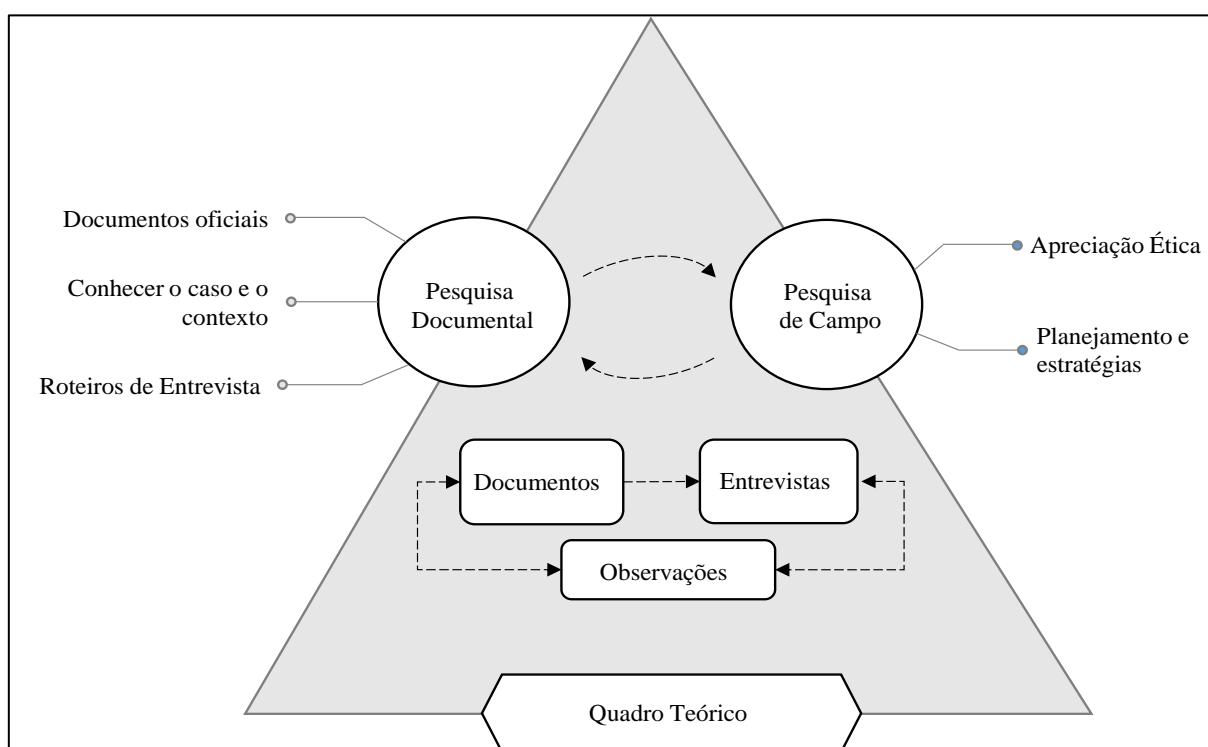 Documentos oficiais
Conhecer o caso e o
contexto
Roteiros de Entrevista
Pesquisa
Documental
Pesquisa
de Campo
Apreciação Ética
Planejamento e
estratégias
Documentos
Entrevistas
Observações
Quadro Teórico